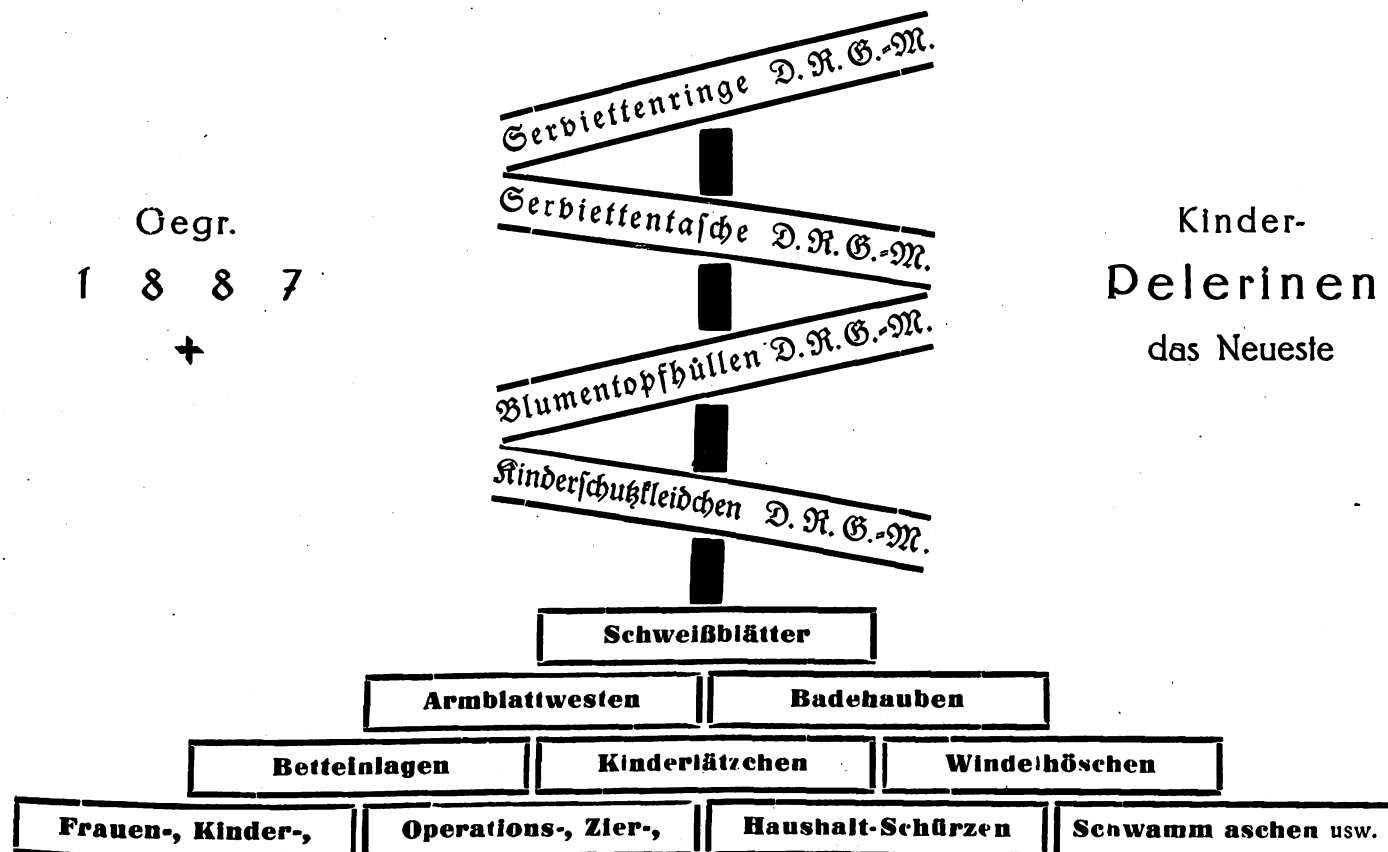 Serviettenringe D. R. G.-M.
Serviettentasche D. R. G.-M.
Blumentopfhüllen D. R. G.-M.
Kinderschutzkleidchen D. R. G.-M.
Gegr.
1887
+
Kinder-
Pelerinen
das Neueste
Schweißblätter
Armblattwesten
Badehauben
Betteinlagen
Kinderlätzchen
Windelhöschen
Frauen-, Kinder-,
Operations-, Zier-,
Haushalt-Schürzen
Schwammtaschen usw.